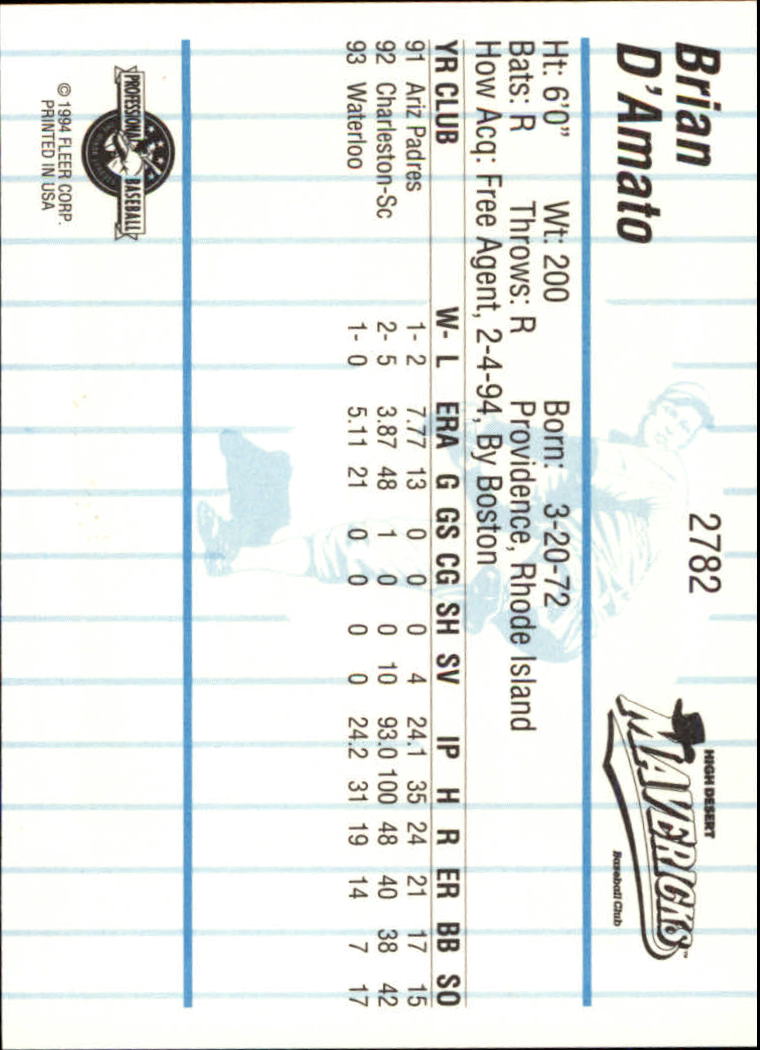 Brian
D'Amato
2782
HIGH DESERT
MAVERICKS™
Baseball Club
Ht: 6'0" Wt: 200 Born: 3-20-72
Bats: R Throws: R Providence, Rhode Island
How Acq: Free Agent, 2-4-94, By Boston
YR CLUB W- L ERA G GS CG SH SV IP H R ER BB SO
91 Ariz Padres 1- 2 7.77 13 0 0 0 4 24.1 35 24 21 17 15
92 Charleston-Sc 2- 5 3.87 48 1 0 0 10 93.0 100 48 40 38 42
93 Waterloo 1- 0 5.11 21 0 0 0 0 24.2 31 19 14 7 17
PROFESSIONAL BASEBALL
© 1994 FLEER CORP.
PRINTED IN USA